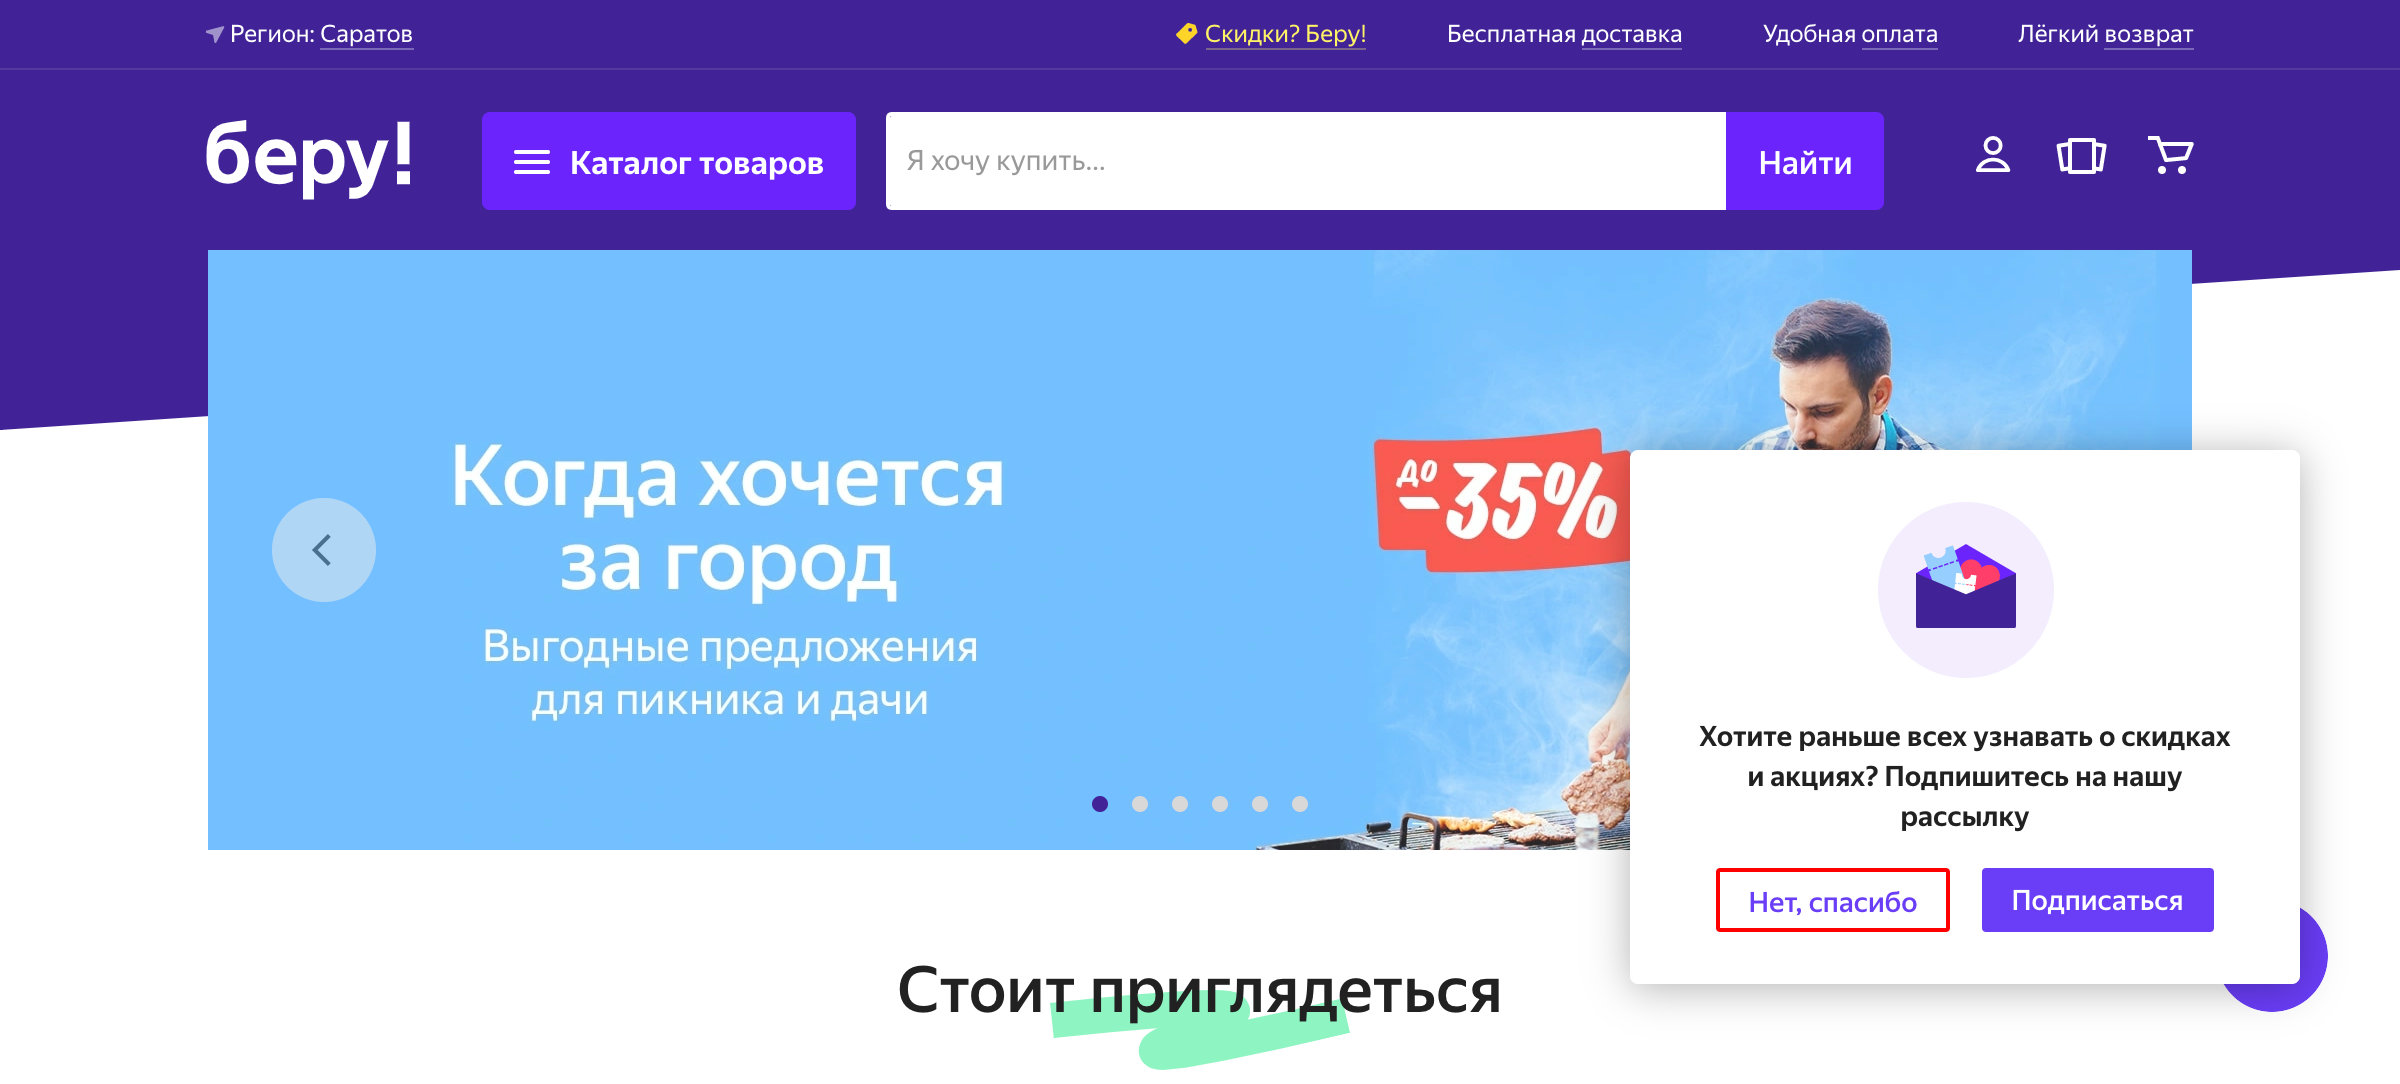 Регион: Саратов
Скидки? Беру!
Бесплатная доставка
Удобная оплата
Лёгкий возврат
беру!
Каталог товаров
Я хочу купить...
Найти
Когда хочется
за город
Выгодные предложения
для пикника и дачи
до
-35%
Хотите раньше всех узнавать о скидках
и акциях? Подпишитесь на нашу
рассылку
Нет, спасибо
Подписаться
Стоит приглядеться